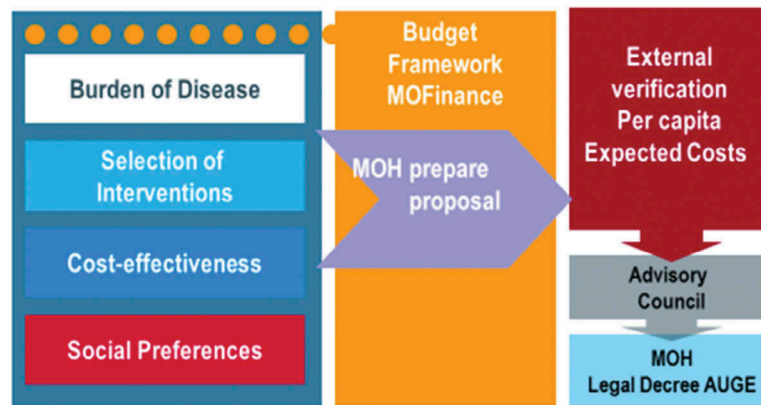 Burden of Disease
Selection of
Interventions
Cost-effectiveness
Social Preferences
Budget
Framework
MOFinance
MOH prepare
proposal
External
verification
Per capita
Expected Costs
Advisory
Council
MOH
Legal Decree AUGE